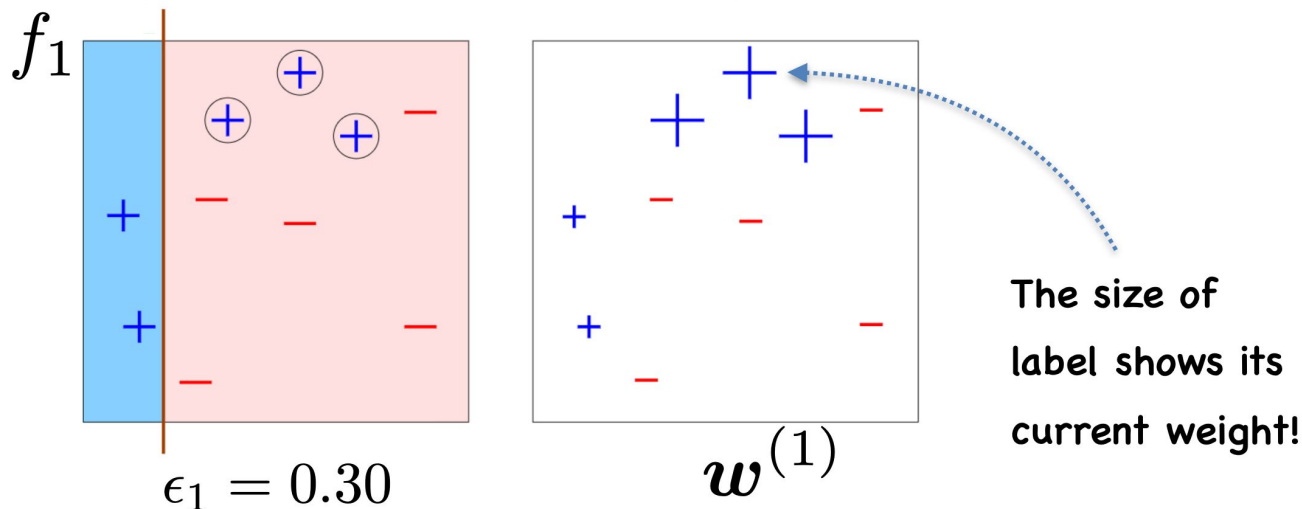 f₁
ϵ₁ = 0.30
w⁽¹⁾
The size of
label shows its
current weight!